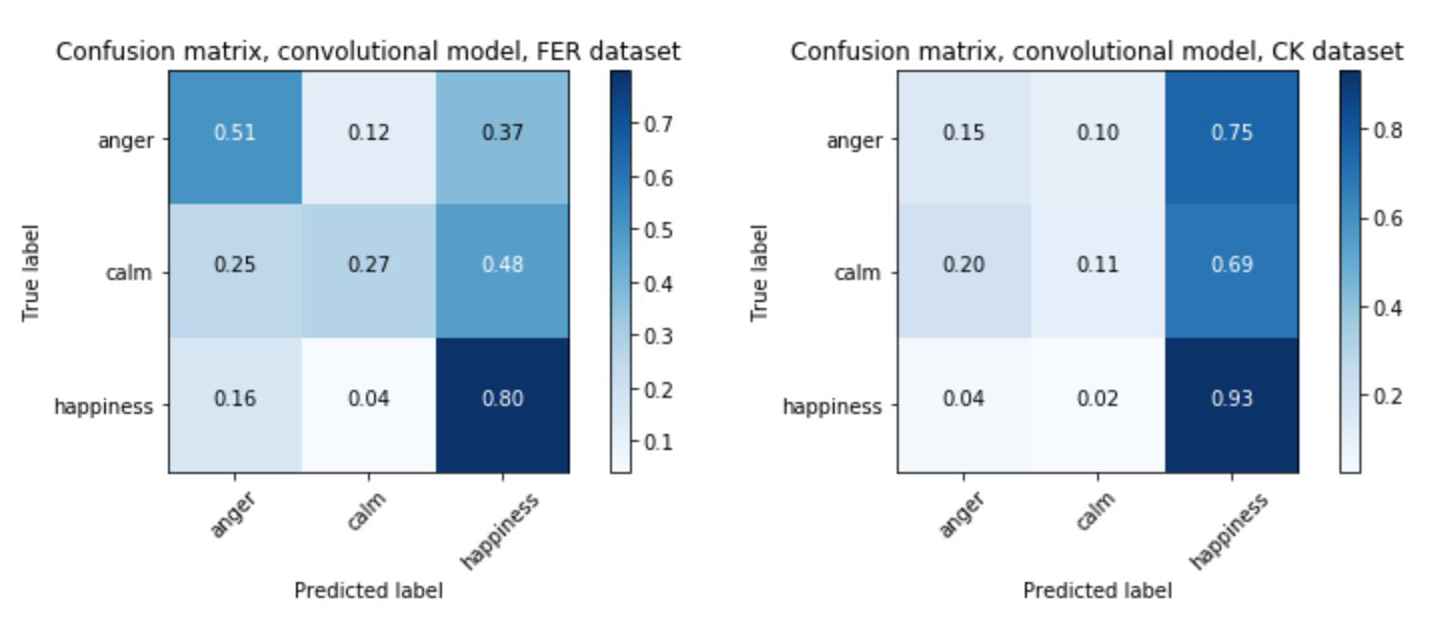 Confusion matrix, convolutional model, FER dataset
True label
anger
calm
happiness
0.51 0.12 0.37
0.25 0.27 0.48
0.16 0.04 0.80
anger
calm
happiness
Predicted label
0.7
0.6
0.5
0.4
0.3
0.2
0.1
Confusion matrix, convolutional model, CK dataset
True label
anger
calm
happiness
0.15 0.10 0.75
0.20 0.11 0.69
0.04 0.02 0.93
anger
calm
happiness
Predicted label
0.8
0.6
0.4
0.2